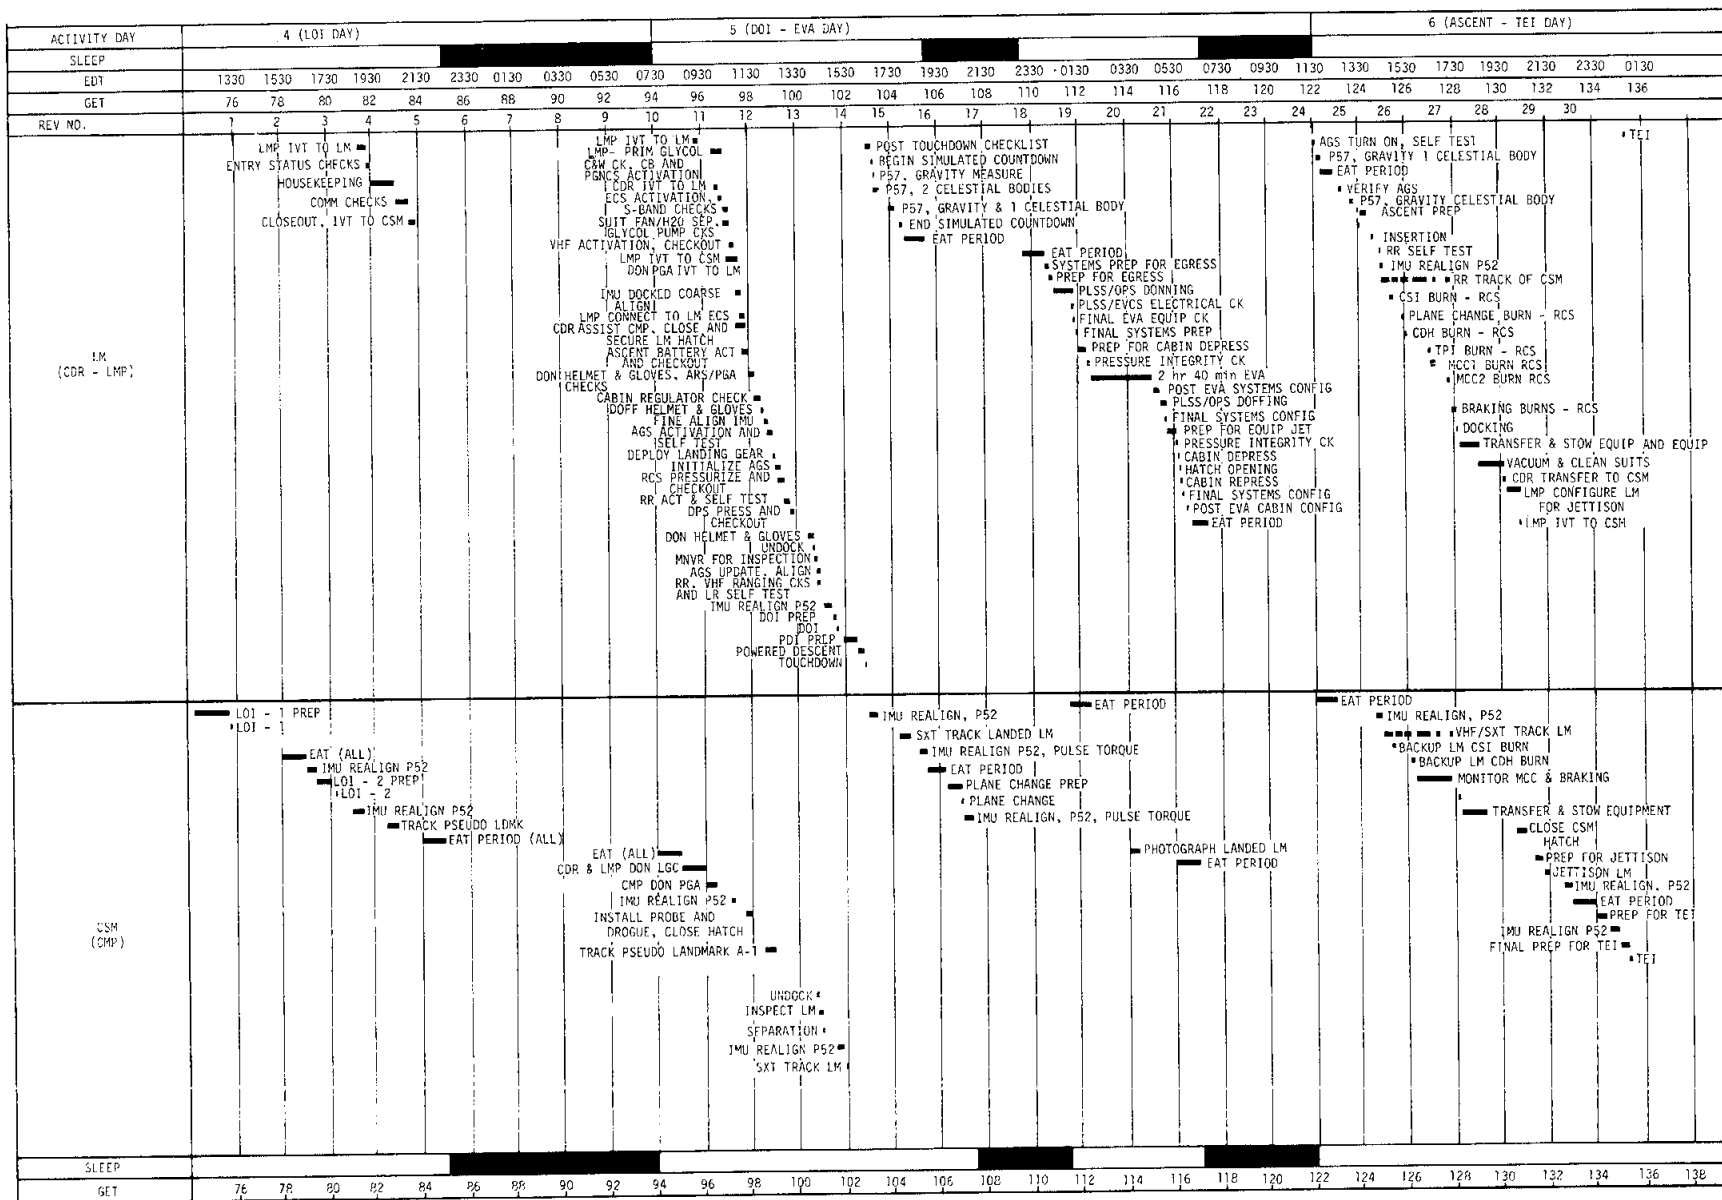 ACTIVITY DAY 4 (LOI DAY) 5 (DOI - EVA DAY) 6 (ASCENT - TEI DAY)
SLEEP
EDT 1330 1530 1730 1930 2130 2330 0130 0330 0530 0730 0930 1130 1330 1530 1730 1930 2130 2330 0130 0330 0530 0730 0930 1130 1330 1530 1730 1930 2130 2330 0130
GET 76 78 80 82 84 86 88 90 92 94 96 98 100 102 104 106 108 110 112 114 116 118 120 122 124 126 128 130 132 134 136
REV NO. 1 2 3 4 5 6 7 8 9 10 11 12 13 14 15 16 17 18 19 20 21 22 23 24 25 26 27 28 29 30
LM
(CDR - LMP)
LMP IVT TO LM
ENTRY STATUS CHECKS
HOUSEKEEPING
COMM CHECKS
CLOSEOUT, IVT TO CSM
LMP IVT TO LM
LMP- PRIM GLYCOL
C&W CK, CB AND
PGNCS ACTIVATION
CDR IVT TO LM
ECS ACTIVATION,
S-BAND CHECKS
SUIT FAN/H2O SEP,
GLYCOL PUMP CKS
VHF ACTIVATION, CHECKOUT
LMP IVT TO CSM
DON PGA IVT TO LM
IMU DOCKED COARSE
ALIGN
LMP CONNECT TO LM ECS
CDR ASSIST CMP, CLOSE AND
SECURE LM HATCH
ASCENT BATTERY ACT
AND CHECKOUT
DON HELMET & GLOVES, ARS/PGA
CHECKS
CABIN REGULATOR CHECK
DOFF HELMET & GLOVES
FINE ALIGN IMU
AGS ACTIVATION AND
SELF TEST
DEPLOY LANDING GEAR
INITIALIZE AGS
RCS PRESSURIZE AND
CHECKOUT
RR ACT & SELF TEST
DPS PRESS AND
CHECKOUT
DON HELMET & GLOVES
UNDOCK
MNVR FOR INSPECTION
AGS UPDATE, ALIGN
RR, VHF RANGING CKS
AND LR SELF TEST
IMU REALIGN P52
DOI PREP
DOI
PDI PREP
POWERED DESCENT
TOUCHDOWN
POST TOUCHDOWN CHECKLIST
BEGIN SIMULATED COUNTDOWN
P57, GRAVITY MEASURE
P57, 2 CELESTIAL BODIES
P57, GRAVITY & 1 CELESTIAL BODY
END SIMULATED COUNTDOWN
EAT PERIOD
EAT PERIOD
SYSTEMS PREP FOR EGRESS
PREP FOR EGRESS
PLSS/OPS DONNING
PLSS/EVCS ELECTRICAL CK
FINAL EVA EQUIP CK
FINAL SYSTEMS PREP
PREP FOR CABIN DEPRESS
PRESSURE INTEGRITY CK
2 hr 40 min EVA
POST EVA SYSTEMS CONFIG
PLSS/OPS DOFFING
FINAL SYSTEMS CONFIG
PREP FOR EQUIP JET
PRESSURE INTEGRITY CK
CABIN DEPRESS
HATCH OPENING
CABIN REPRESS
FINAL SYSTEMS CONFIG
POST EVA CABIN CONFIG
EAT PERIOD
AGS TURN ON, SELF TEST
P57, GRAVITY 1 CELESTIAL BODY
EAT PERIOD
VERIFY AGS
P57, GRAVITY CELESTIAL BODY
ASCENT PREP
INSERTION
RR SELF TEST
IMU REALIGN P52
RR TRACK OF CSM
CSI BURN - RCS
PLANE CHANGE BURN - RCS
CDH BURN - RCS
TPI BURN - RCS
MCC1 BURN RCS
MCC2 BURN RCS
BRAKING BURNS - RCS
DOCKING
TRANSFER & STOW EQUIP AND EQUIP
VACUUM & CLEAN SUITS
CDR TRANSFER TO CSM
LMP CONFIGURE LM
FOR JETTISON
LMP IVT TO CSM
TEI
CSM
(CMP)
LOI - 1 PREP
LOI - 1
EAT (ALL)
IMU REALIGN P52
LOI - 2 PREP
LOI - 2
IMU REALIGN P52
TRACK PSEUDO LDMK
EAT PERIOD (ALL)
EAT (ALL)
CDR & LMP DON LGC
CMP DON PGA
IMU REALIGN P52
INSTALL PROBE AND
DROGUE, CLOSE HATCH
TRACK PSEUDO LANDMARK A-1
UNDOCK
INSPECT LM
SEPARATION
IMU REALIGN P52
SXT TRACK LM
IMU REALIGN, P52
SXT TRACK LANDED LM
IMU REALIGN P52, PULSE TORQUE
EAT PERIOD
PLANE CHANGE PREP
PLANE CHANGE
IMU REALIGN, P52, PULSE TORQUE
EAT PERIOD
PHOTOGRAPH LANDED LM
EAT PERIOD
EAT PERIOD
IMU REALIGN, P52
VHF/SXT TRACK LM
BACKUP LM CSI BURN
BACKUP LM CDH BURN
MONITOR MCC & BRAKING
TRANSFER & STOW EQUIPMENT
CLOSE CSM
HATCH
PREP FOR JETTISON
JETTISON LM
IMU REALIGN, P52
EAT PERIOD
PREP FOR TEI
IMU REALIGN P52
FINAL PREP FOR TEI
TEI
SLEEP
GET 76 78 80 82 84 86 88 90 92 94 96 98 100 102 104 106 108 110 112 114 116 118 120 122 124 126 128 130 132 134 136 138